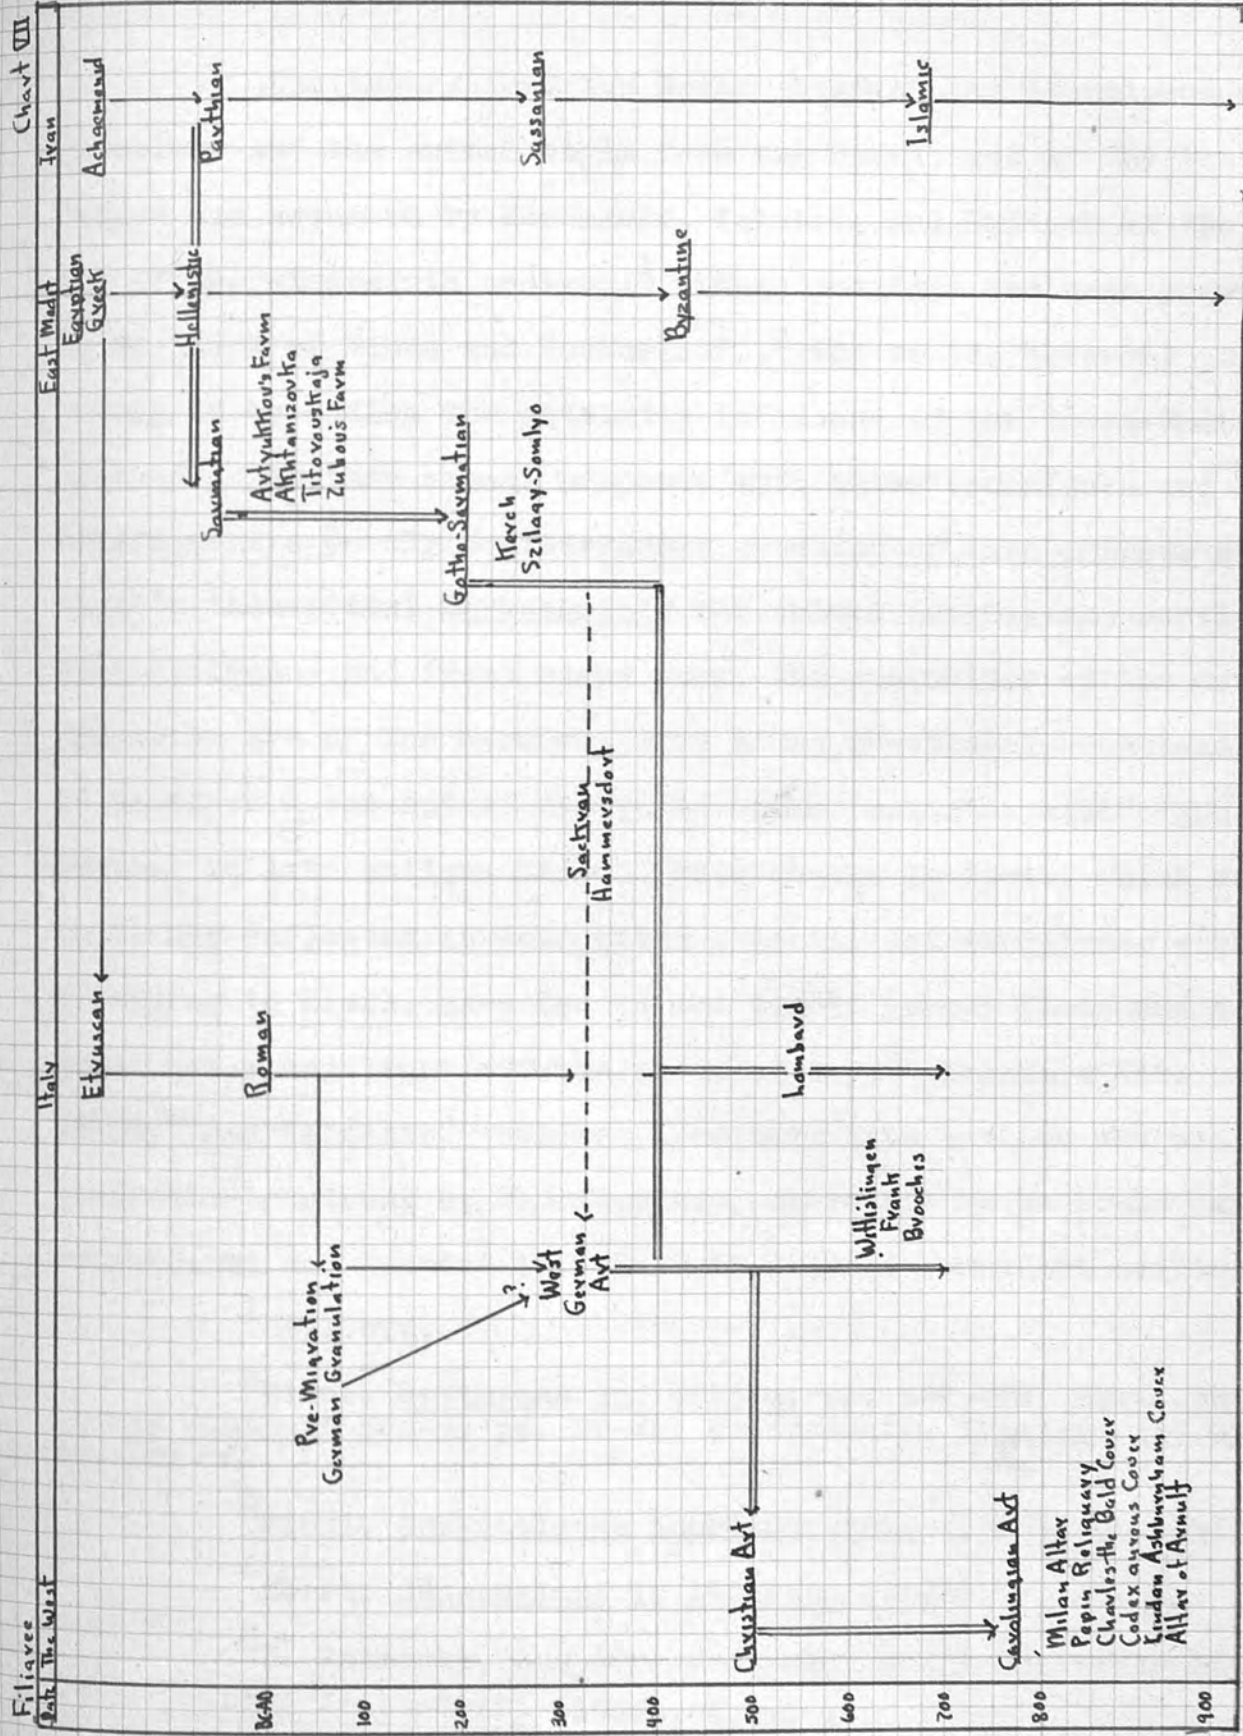 Filigree
Chart VII
Date
The West
Italy
East Medit
Iran
Egyptian
Greek
Achaemenid
Etruscan
Hellenistic
Parthian
Sarmatian
Artyukhov's Farm
Akhtanizovka
Titorovskaja
Zubov's Farm
BC-AD
Roman
Pre-Migration
German Granulation
100
200
Gotho-Sarmatian
Kerch
Szilagy-Somlyo
Sassanian
?
300
West
German
Art
Sackrau
Hammersdorf
400
Byzantine
500
Christian Art
Lombard
600
Wittislingen
Frank
Brooches
Islamic
700
Carolingian Art
800
Milan Altar
Pepin Reliquary
Charles the Bald Cover
Codex aureus Cover
Lindau Ashburnham Cover
Altar of Arnulf
900